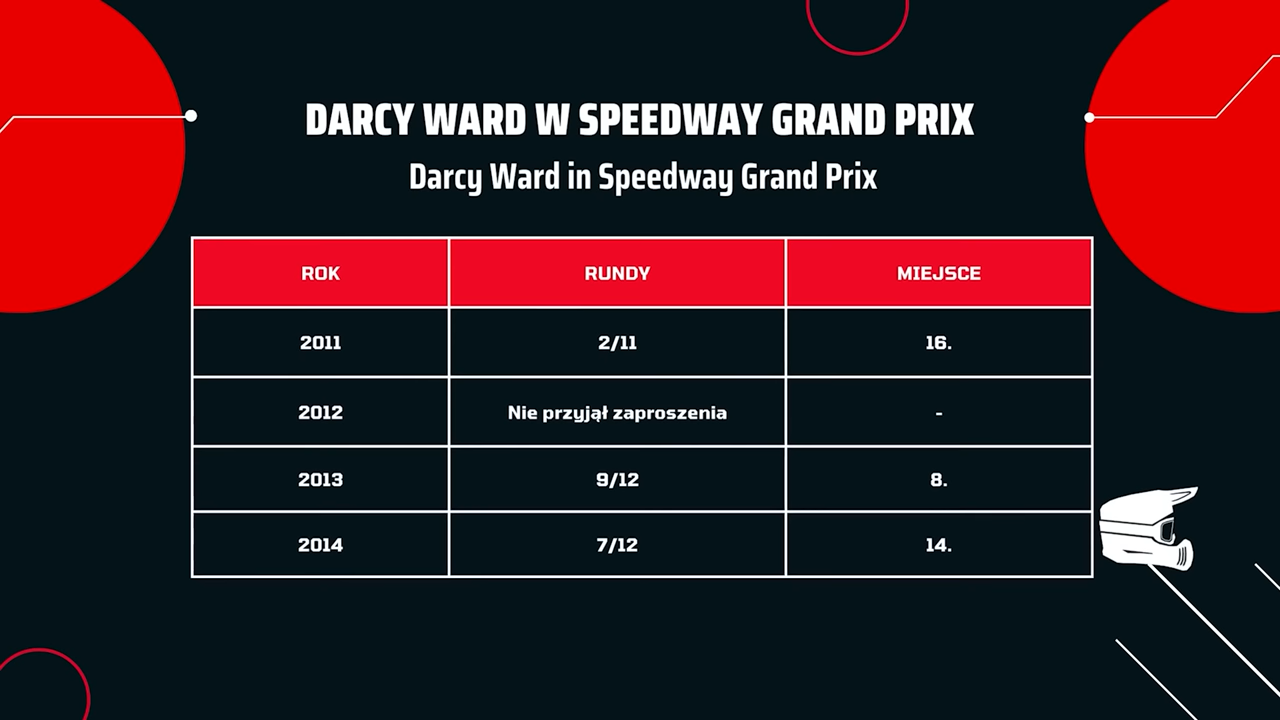 DARCY WARD W SPEEDWAY GRAND PRIX
Darcy Ward in Speedway Grand Prix
ROK RUNDY MIEJSCE
2011 2/11 16.
2012 Nie przyjął zaproszenia -
2013 9/12 8.
2014 7/12 14.